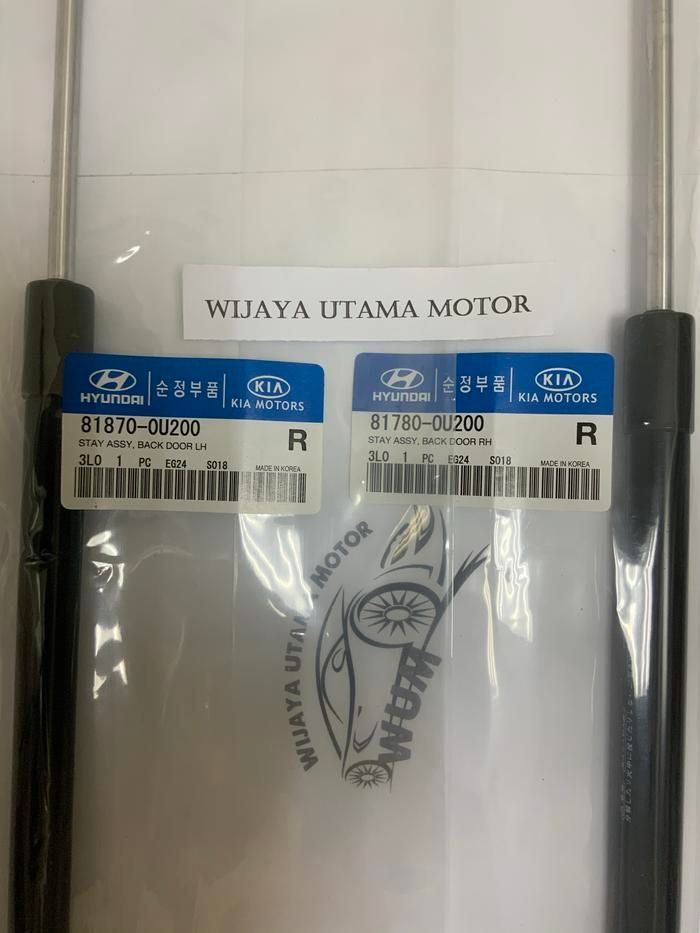 WIJAYA UTAMA MOTOR
HYUNDAI
순정부품
KIA
KIA MOTORS
81870-0U200
R
STAY ASSY, BACK DOOR LH
3L0 1 PC EG24 S018
MADE IN KOREA
HYUNDAI
순정부품
KIA
KIA MOTORS
81780-0U200
R
STAY ASSY, BACK DOOR RH
3L0 1 PC EG24 S018
MADE IN KOREA
WIJAYA UTAMA MOTOR
WUM